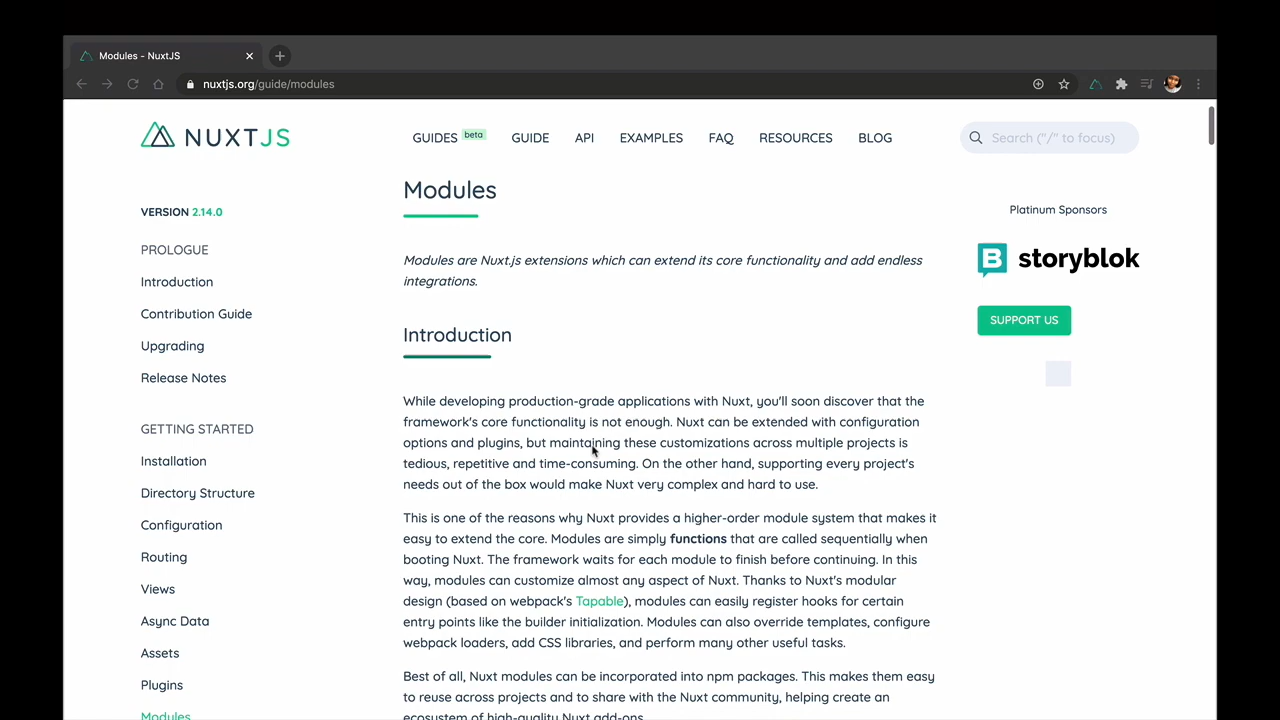 Modules - NuxtJS
nuxtjs.org/guide/modules
NUXTJS
GUIDES beta
GUIDE
API
EXAMPLES
FAQ
RESOURCES
BLOG
Search ("/" to focus)
VERSION 2.14.0
PROLOGUE
Introduction
Contribution Guide
Upgrading
Release Notes
GETTING STARTED
Installation
Directory Structure
Configuration
Routing
Views
Async Data
Assets
Plugins
Modules
Modules
Modules are Nuxt.js extensions which can extend its core functionality and add endless
integrations.
Introduction
While developing production-grade applications with Nuxt, you'll soon discover that the
framework's core functionality is not enough. Nuxt can be extended with configuration
options and plugins, but maintaining these customizations across multiple projects is
tedious, repetitive and time-consuming. On the other hand, supporting every project's
needs out of the box would make Nuxt very complex and hard to use.
This is one of the reasons why Nuxt provides a higher-order module system that makes it
easy to extend the core. Modules are simply functions that are called sequentially when
booting Nuxt. The framework waits for each module to finish before continuing. In this
way, modules can customize almost any aspect of Nuxt. Thanks to Nuxt's modular
design (based on webpack's Tapable), modules can easily register hooks for certain
entry points like the builder initialization. Modules can also override templates, configure
webpack loaders, add CSS libraries, and perform many other useful tasks.
Best of all, Nuxt modules can be incorporated into npm packages. This makes them easy
to reuse across projects and to share with the Nuxt community, helping create an
ecosystem of high-quality Nuxt add-ons.
Platinum Sponsors
storyblok
SUPPORT US